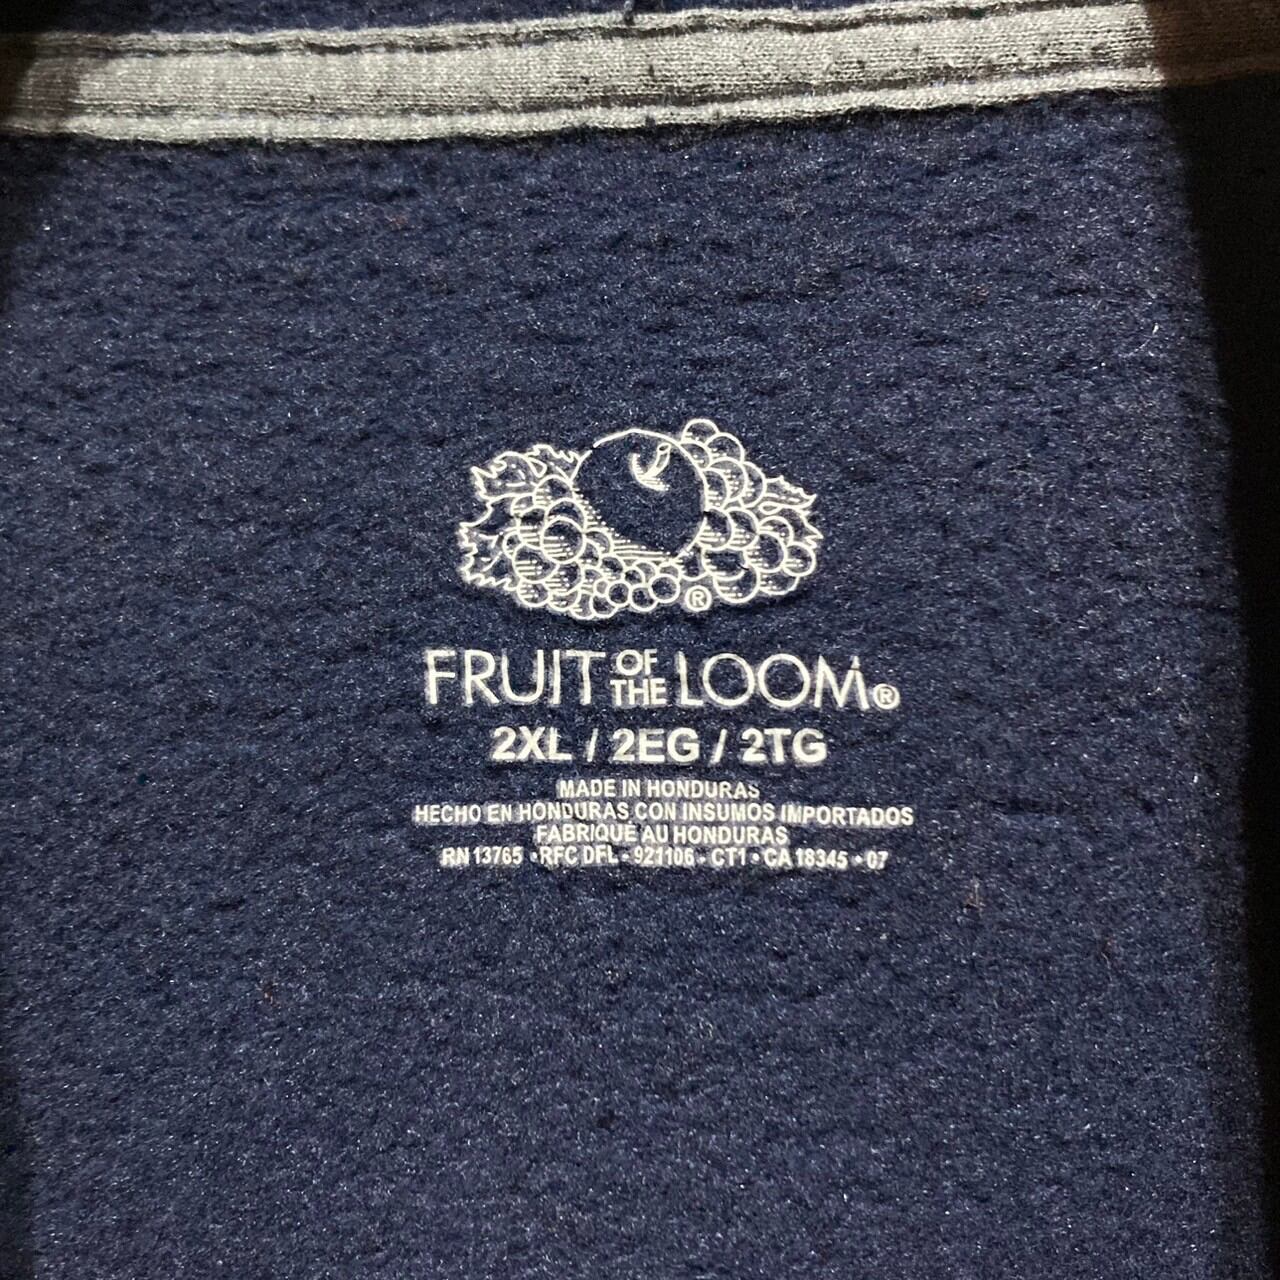 ®
FRUIT OF THE LOOM®
2XL / 2EG / 2TG
MADE IN HONDURAS
HECHO EN HONDURAS CON INSUMOS IMPORTADOS
FABRIQUE AU HONDURAS
RN 13765 • RFC DFL - 921106 - CT1 • CA 18345 • 07